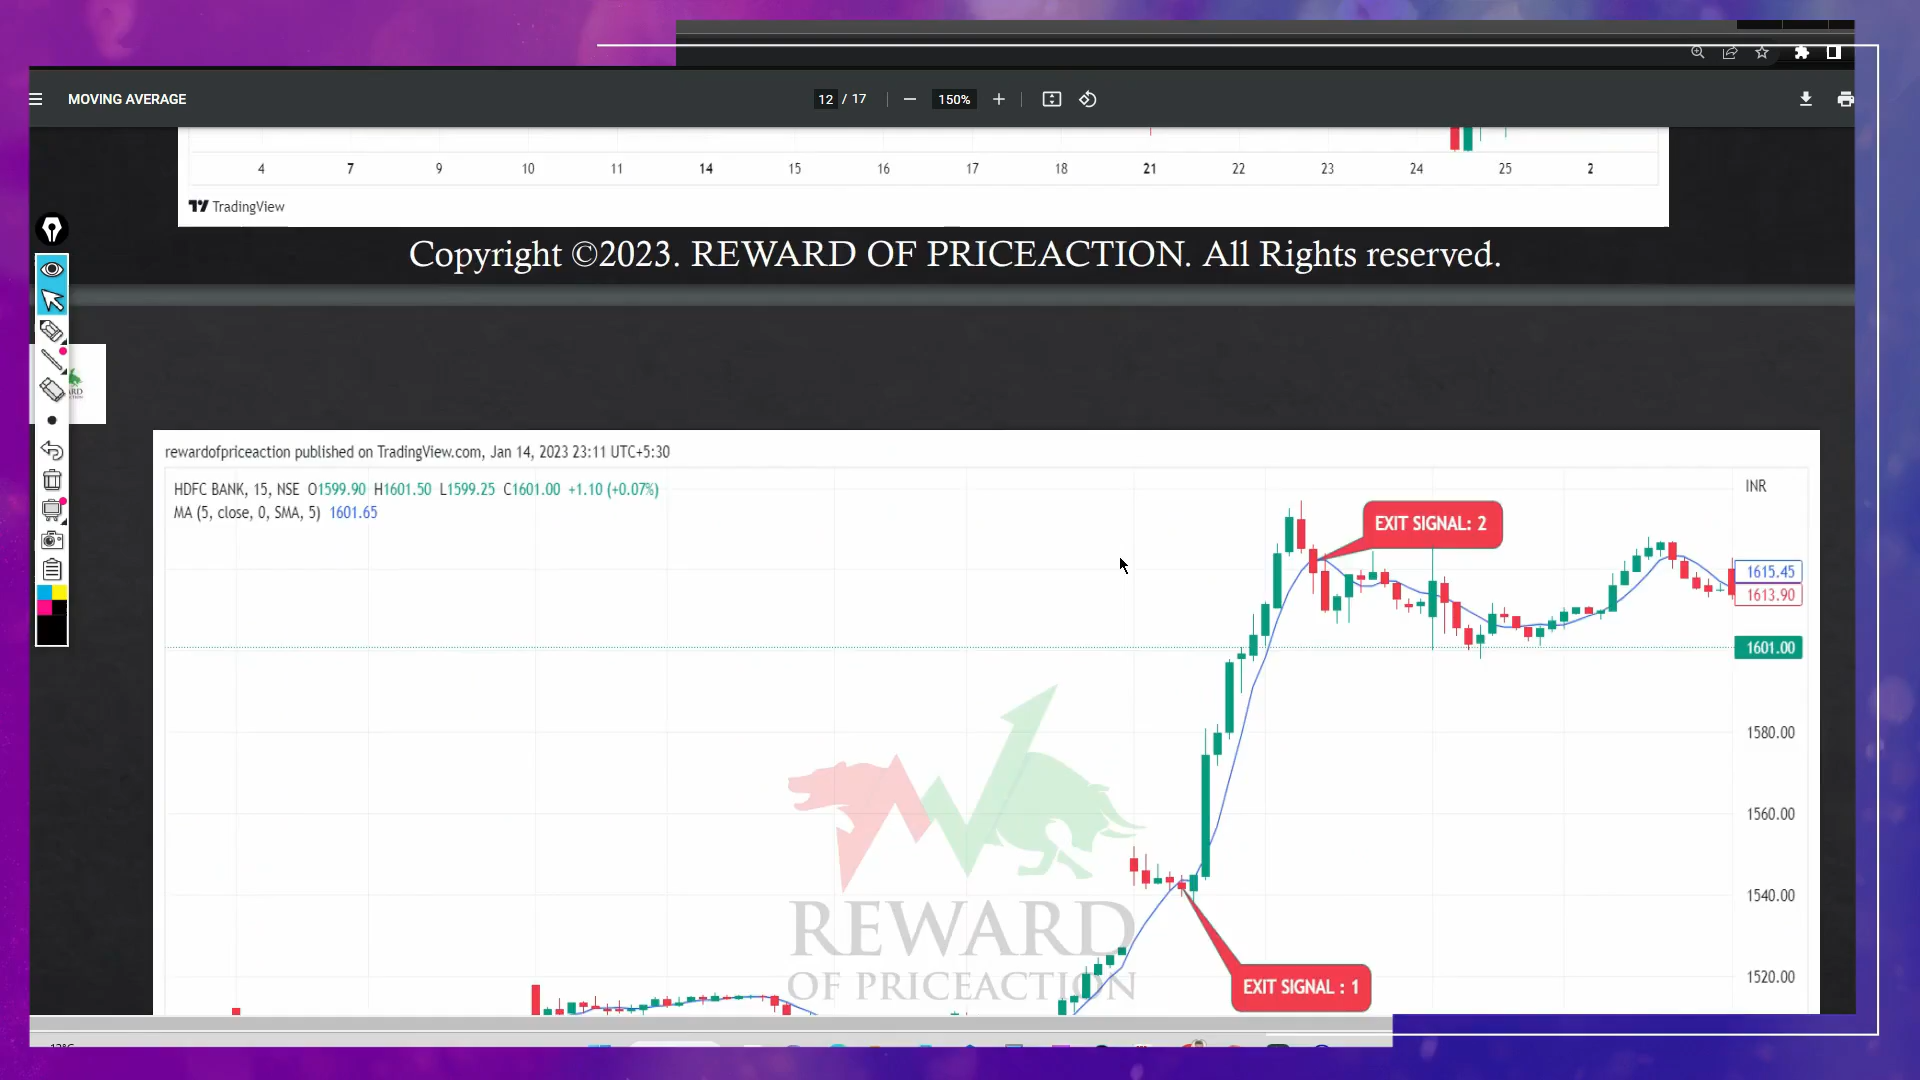 MOVING AVERAGE
12 / 17
150%
4 7 9 10 11 14 15 16 17 18 21 22 23 24 25 2
TradingView
Copyright ©2023. REWARD OF PRICEACTION. All Rights reserved.
rewardofpriceaction published on TradingView.com, Jan 14, 2023 23:11 UTC+5:30
HDFC BANK, 15, NSE O1599.90 H1601.50 L1599.25 C1601.00 +1.10 (+0.07%)
INR
MA (5, close, 0, SMA, 5) 1601.65
EXIT SIGNAL: 2
1615.45
1613.90
1601.00
1580.00
1560.00
1540.00
REWARD
1520.00
OF PRICEACTION
EXIT SIGNAL : 1